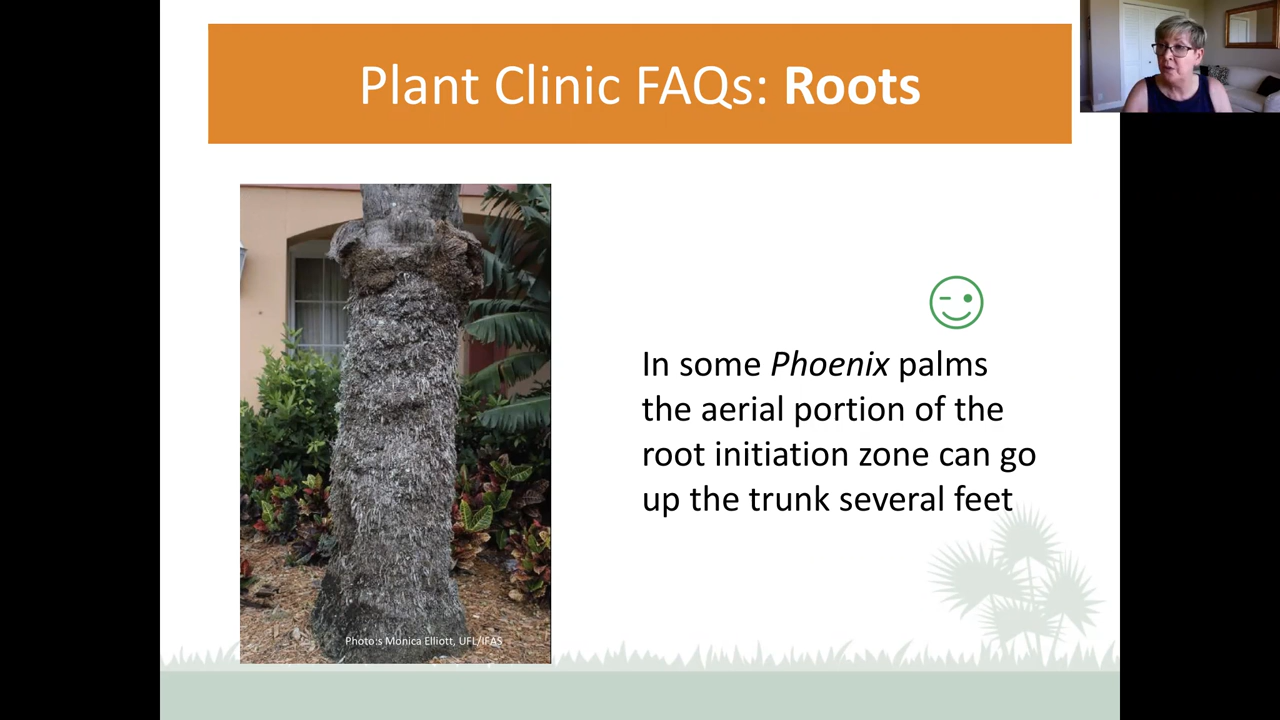 Plant Clinic FAQs: Roots
In some Phoenix palms
the aerial portion of the
root initiation zone can go
up the trunk several feet
Photo:s Monica Elliott, UFL/IFAS